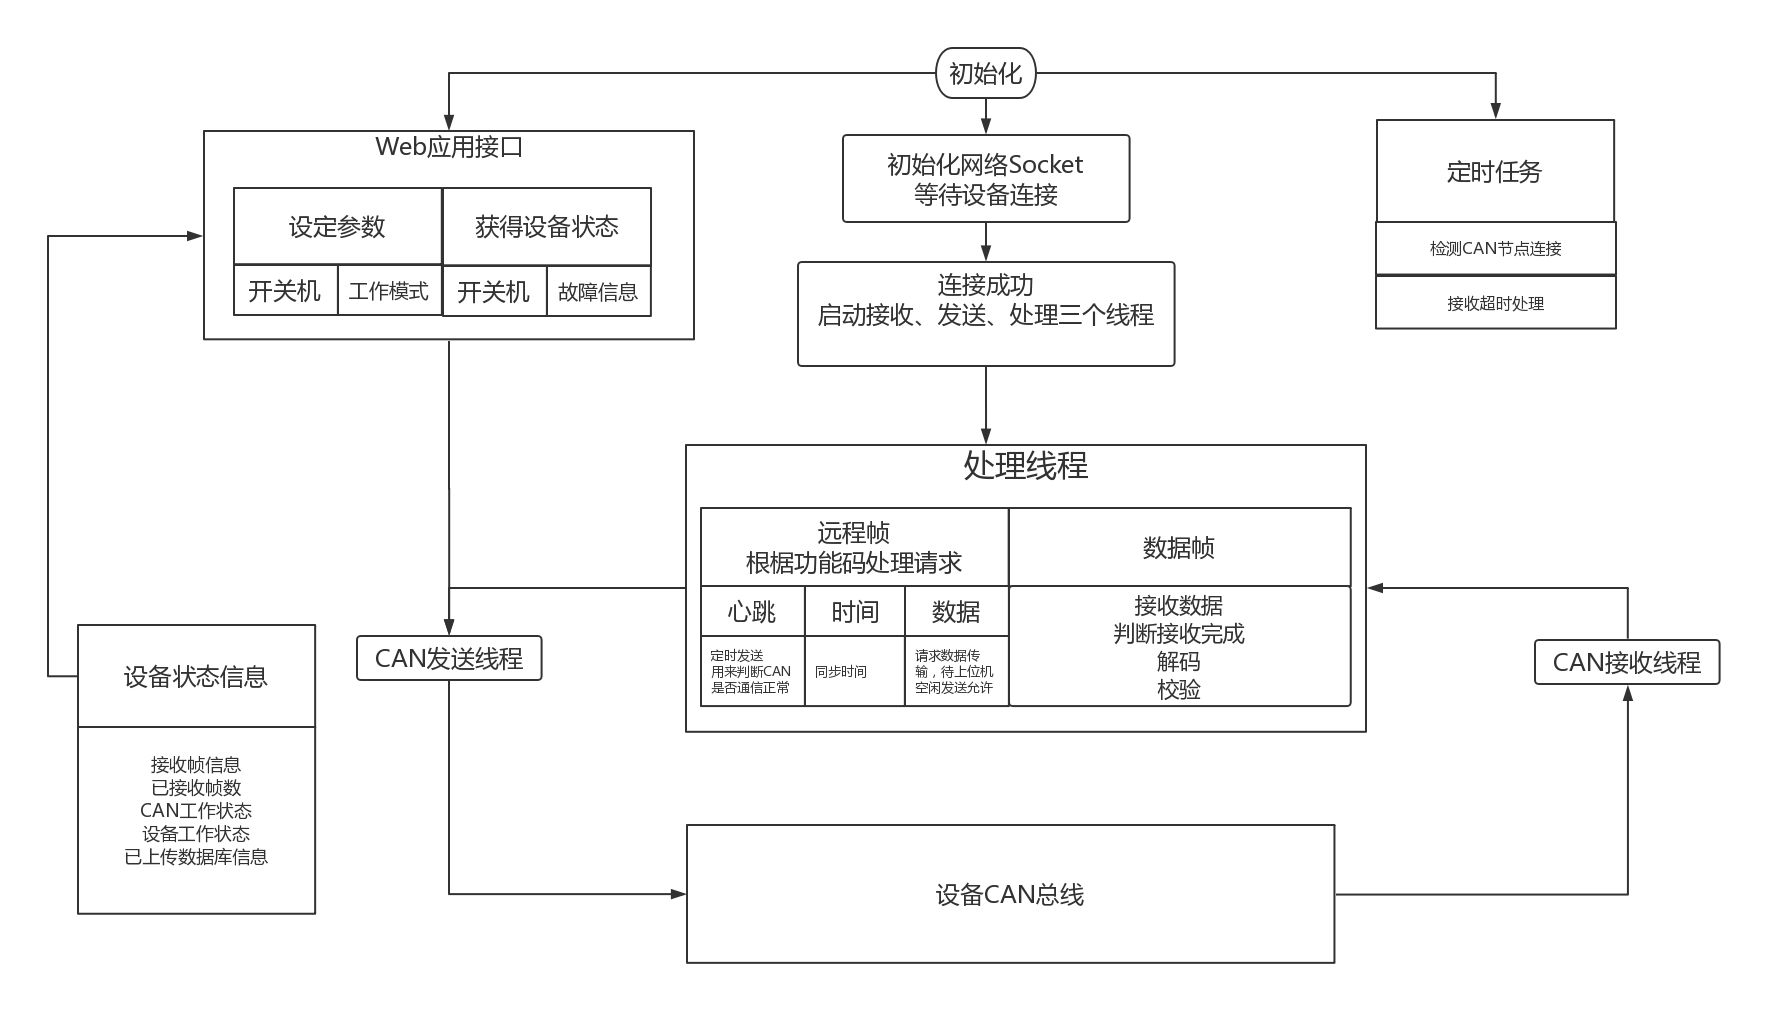 初始化
Web应用接口
设定参数
获得设备状态
开关机
工作模式
开关机
故障信息
初始化网络Socket
等待设备连接
连接成功
启动接收、发送、处理三个线程
定时任务
检测CAN节点连接
接收超时处理
处理线程
远程帧
根椐功能码处理请求
数据帧
心跳
时间
数据
定时发送
用来判断CAN
是否通信正常
同步时间
请求数据传
输，待上位机
空闲发送允许
接收数据
判断接收完成
解码
校验
CAN发送线程
CAN接收线程
设备状态信息
接收帧信息
已接收帧数
CAN工作状态
设备工作状态
已上传数据库信息
设备CAN总线